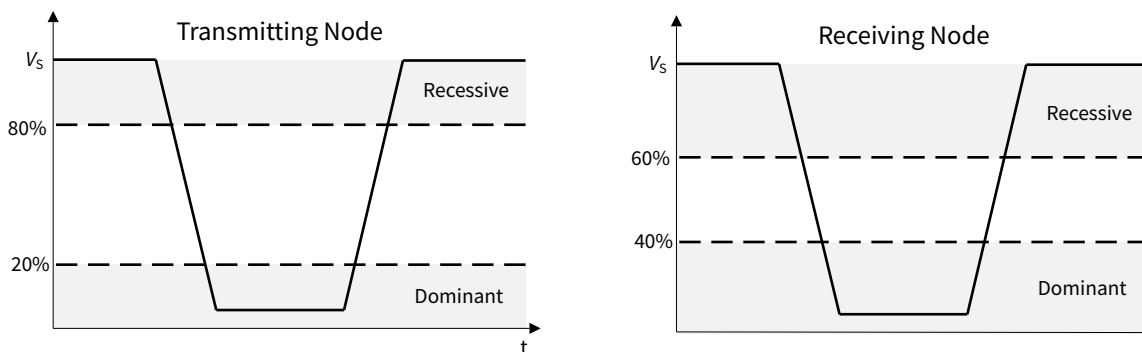 Transmitting Node
Vs
Recessive
80%
20%
Dominant
t
Receiving Node
Vs
Recessive
60%
40%
Dominant